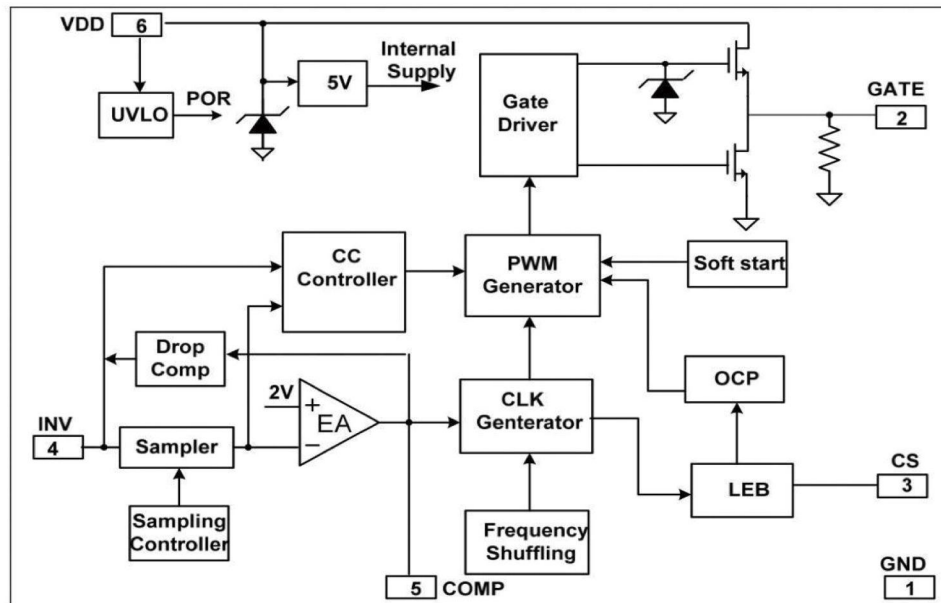 VDD
6
Internal
Supply
5V
UVLO
POR
Gate
Driver
GATE
2
CC
Controller
PWM
Generator
Soft start
Drop
Comp
2V
+
EA
−
CLK
Genterator
OCP
INV
4
Sampler
LEB
CS
3
Sampling
Controller
Frequency
Shuffling
5
COMP
GND
1